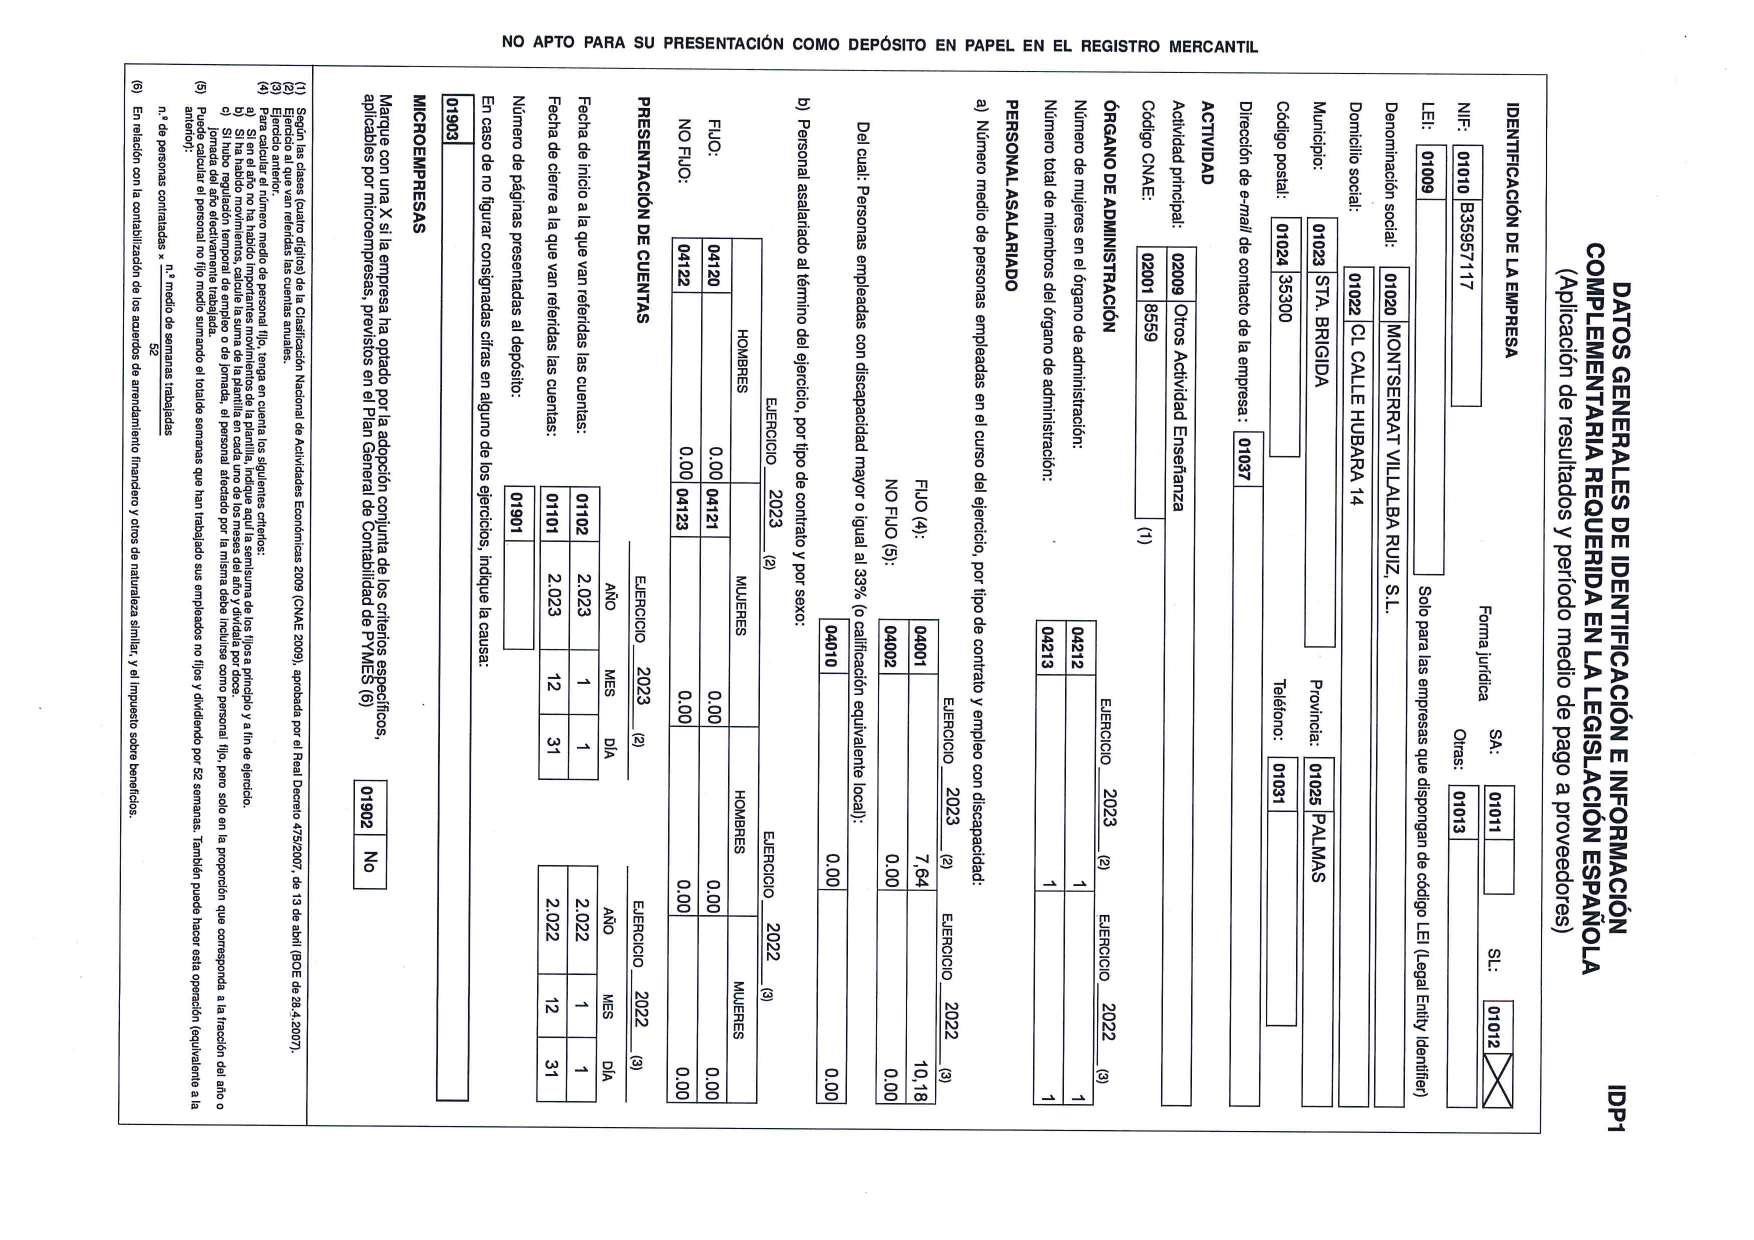 NO APTO PARA SU PRESENTACIÓN COMO DEPÓSITO EN PAPEL EN EL REGISTRO MERCANTIL
DATOS GENERALES DE IDENTIFICACIÓN E INFORMACIÓN IDP1
COMPLEMENTARIA REQUERIDA EN LA LEGISLACIÓN ESPAÑOLA
(Aplicación de resultados y período medio de pago a proveedores)
IDENTIFICACIÓN DE LA EMPRESA
SA: 01011 SL: 01012
Forma jurídica
NIF: 01010 B35957117 Otras: 01013
LEI: 01009 Solo para las empresas que dispongan de código LEI (Legal Entity Identifier)
Denominación social: 01020 MONTSERRAT VILLALBA RUIZ, S.L.
Domicilio social: 01022 CL CALLE HUBARA 14
Municipio: 01023 STA. BRIGIDA Provincia: 01025 PALMAS
Código postal: 01024 35300 Teléfono: 01031
Dirección de e-mail de contacto de la empresa : 01037
ACTIVIDAD
Actividad principal: 02009 Otros Actividad Enseñanza
Código CNAE: 02001 8559 (1)
ÓRGANO DE ADMINISTRACIÓN
EJERCICIO 2023 (2) EJERCICIO 2022 (3)
Número de mujeres en el órgano de administración: 04212 1 1
Número total de miembros del órgano de administración: 04213 1 1
PERSONAL ASALARIADO
a) Número medio de personas empleadas en el curso del ejercicio, por tipo de contrato y empleo con discapacidad:
EJERCICIO 2023 (2) EJERCICIO 2022 (3)
FIJO (4): 04001 7,64 10,18
NO FIJO (5): 04002 0.00 0.00
Del cual: Personas empleadas con discapacidad mayor o igual al 33% (o calificación equivalente local):
04010 0.00 0.00
b) Personal asalariado al término del ejercicio, por tipo de contrato y por sexo:
EJERCICIO 2023 (2) EJERCICIO 2022 (3)
HOMBRES MUJERES HOMBRES MUJERES
FIJO: 04120 0.00 04121 0.00 0.00 0.00
NO FIJO: 04122 0.00 04123 0.00 0.00 0.00
PRESENTACIÓN DE CUENTAS
EJERCICIO 2023 (2) EJERCICIO 2022 (3)
AÑO MES DÍA AÑO MES DÍA
Fecha de inicio a la que van referidas las cuentas: 01102 2.023 1 1 2.022 1 1
Fecha de cierre a la que van referidas las cuentas: 01101 2.023 12 31 2.022 12 31
Número de páginas presentadas al depósito: 01901
En caso de no figurar consignadas cifras en alguno de los ejercicios, indique la causa:
01903
MICROEMPRESAS
Marque con una X si la empresa ha optado por la adopción conjunta de los criterios específicos,
aplicables por microempresas, previstos en el Plan General de Contabilidad de PYMES (6) 01902 No
(1) Según las clases (cuatro dígitos) de la Clasificación Nacional de Actividades Económicas 2009 (CNAE 2009), aprobada por el Real Decreto 475/2007, de 13 de abril (BOE de 28.4.2007).
(2) Ejercicio al que van referidas las cuentas anuales.
(3) Ejercicio anterior.
(4) Para calcular el número medio de personal fijo, tenga en cuenta los siguientes criterios:
a) Si en el año no ha habido importantes movimientos de la plantilla, indique aquí la semisuma de los fijos a principio y a fin de ejercicio.
b) Si ha habido movimientos, calcule la suma de la plantilla en cada uno de los meses del año y divídala por doce.
c) Si hubo regulación temporal de empleo o de jornada, el personal afectado por la misma debe incluirse como personal fijo, pero solo en la proporción que corresponda a la fracción del año o
jornada del año efectivamente trabajada.
(5) Puede calcular el personal no fijo medio sumando el total de semanas que han trabajado sus empleados no fijos y dividiendo por 52 semanas. También puede hacer esta operación (equivalente a la
anterior):
n.º de personas contratadas × n.º medio de semanas trabajadas
52
(6) En relación con la contabilización de los acuerdos de arrendamiento financiero y otros de naturaleza similar, y el impuesto sobre beneficios.